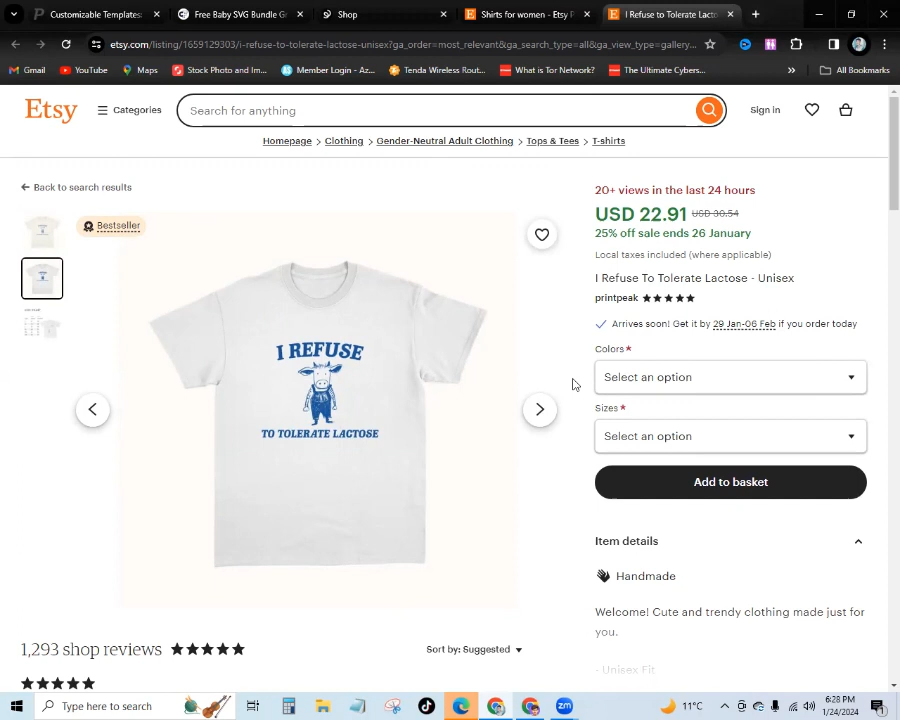 Customizable Templates:
Free Baby SVG Bundle
Shop
Shirts for women - Etsy
I Refuse to Tolerate Lacto
etsy.com/listing/1659129303/i-refuse-to-tolerate-lactose-unisex?ga_order=most_relevant&ga_search_type=all&ga_view_type=gallery...
Gmail
YouTube
Maps
Stock Photo and Im...
Member Login - Az...
Tenda Wireless Rout...
What is Tor Network?
The Ultimate Cybers...
»
All Bookmarks
Etsy
Categories
Search for anything
Sign in
Homepage > Clothing > Gender-Neutral Adult Clothing > Tops & Tees > T-shirts
Back to search results
Bestseller
I REFUSE
TO TOLERATE LACTOSE
20+ views in the last 24 hours
USD 22.91 USD 30.54
25% off sale ends 26 January
Local taxes included (where applicable)
I Refuse To Tolerate Lactose - Unisex
printpeak ★★★★★
Arrives soon! Get it by 29 Jan-06 Feb if you order today
Colors *
Select an option
Sizes *
Select an option
Add to basket
Item details
Handmade
Welcome! Cute and trendy clothing made just for
you.
- Unisex Fit
1,293 shop reviews ★★★★★
Sort by: Suggested
★★★★★
Type here to search
11°C
6:28 PM
1/24/2024